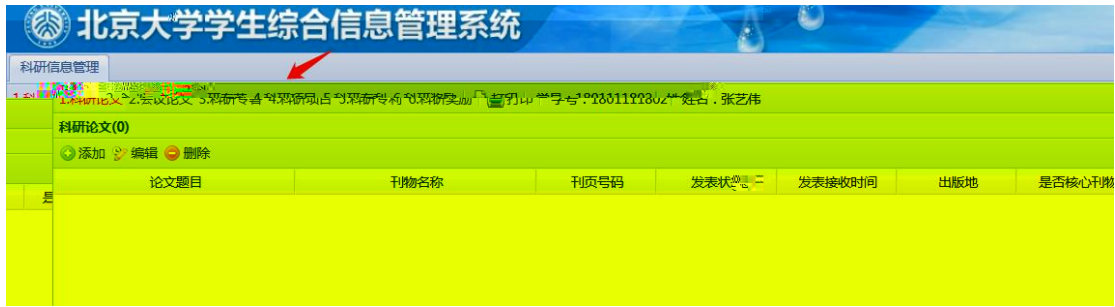 北京大学学生综合信息管理系统
科研信息管理
1.科研论文 2.会议论文 3.科研专著 4.科研项目 5.科研专利 6.科研奖励 打印 学号: 姓名:张艺伟
科研论文(0)
添加 编辑 删除
论文题目 刊物名称 刊页号码 发表状 发表接收时间 出版地 是否核心刊物
是